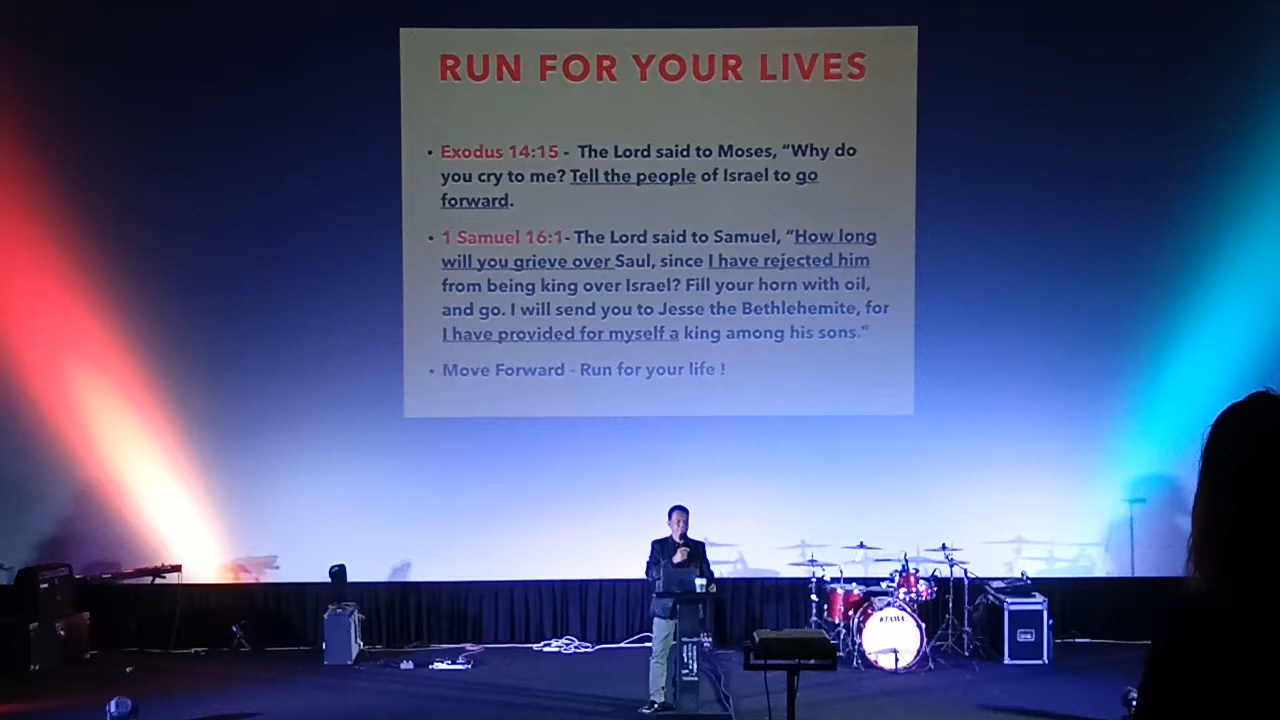 RUN FOR YOUR LIVES
• Exodus 14:15 - The Lord said to Moses, “Why do
you cry to me? Tell the people of Israel to go
forward.
• 1 Samuel 16:1- The Lord said to Samuel, “How long
will you grieve over Saul, since I have rejected him
from being king over Israel? Fill your horn with oil,
and go. I will send you to Jesse the Bethlehemite, for
I have provided for myself a king among his sons.”
• Move Forward - Run for your life !
TAMA